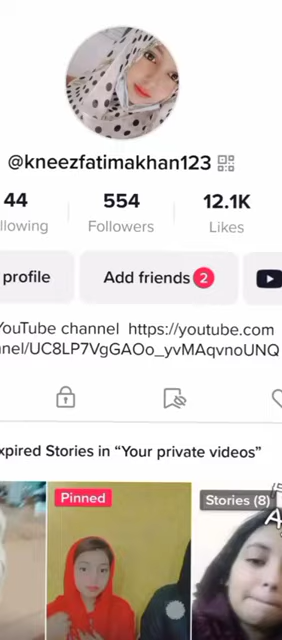 @kneezfatimakhan123
44
554
12.1K
llowing
Followers
Likes
profile
Add friends 2
YouTube channel https://youtube.com
nel/UC8LP7VgGAOo_yvMAqvnoUNQ
xpired Stories in “Your private videos”
Pinned
Stories (8)